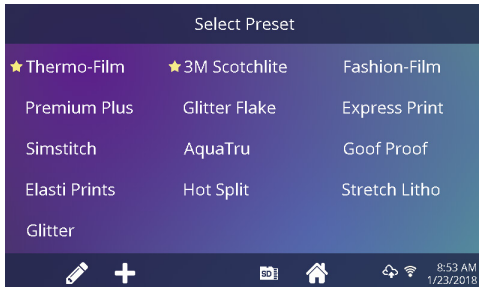 Select Preset
Thermo-Film 3M Scotchlite Fashion-Film
Premium Plus Glitter Flake Express Print
Simstitch AquaTru Goof Proof
Elasti Prints Hot Split Stretch Litho
Glitter
SD 8:53 AM
1/23/2018